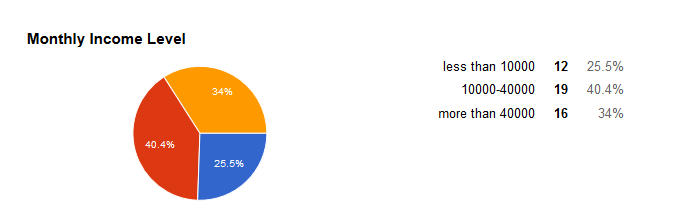 Monthly Income Level
less than 10000 12 25.5%
10000-40000 19 40.4%
more than 40000 16 34%
34%
40.4%
25.5%